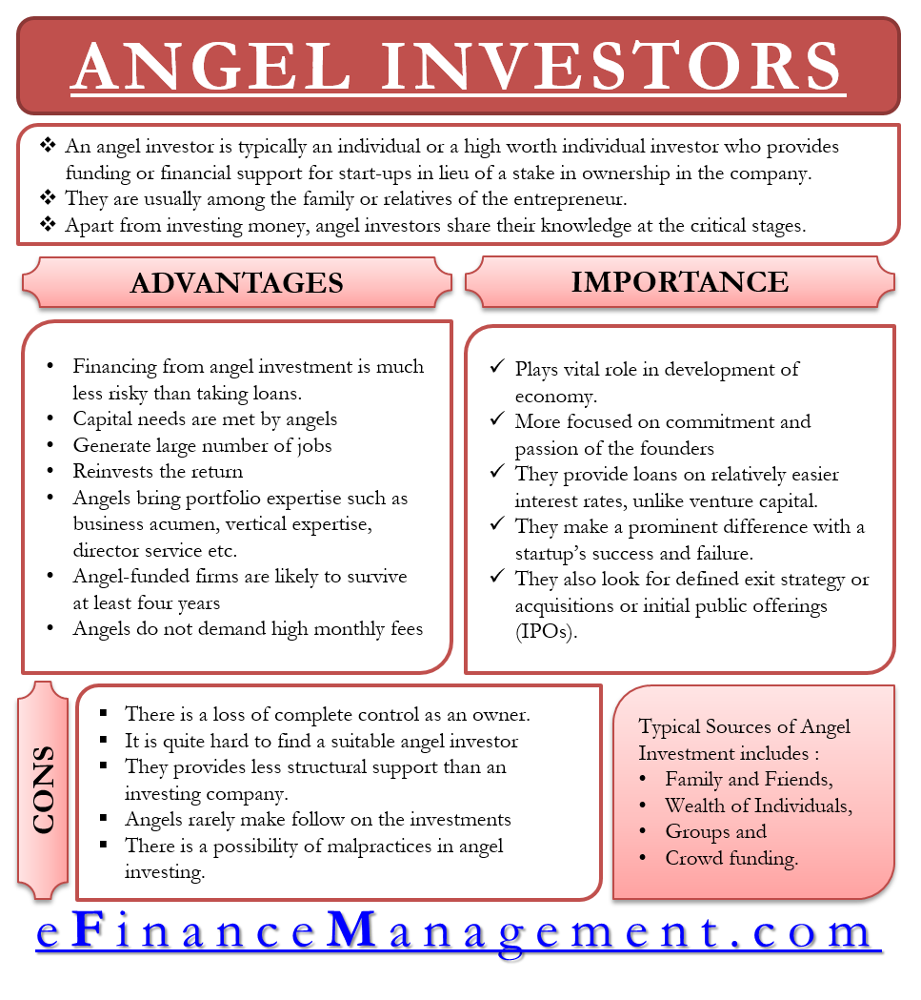 ANGEL INVESTORS
❖ An angel investor is typically an individual or a high worth individual investor who provides
funding or financial support for start-ups in lieu of a stake in ownership in the company.
❖ They are usually among the family or relatives of the entrepreneur.
❖ Apart from investing money, angel investors share their knowledge at the critical stages.
ADVANTAGES
• Financing from angel investment is much
less risky than taking loans.
• Capital needs are met by angels
• Generate large number of jobs
• Reinvests the return
• Angels bring portfolio expertise such as
business acumen, vertical expertise,
director service etc.
• Angel-funded firms are likely to survive
at least four years
• Angels do not demand high monthly fees
IMPORTANCE
✓ Plays vital role in development of
economy.
✓ More focused on commitment and
passion of the founders
✓ They provide loans on relatively easier
interest rates, unlike venture capital.
✓ They make a prominent difference with a
startup’s success and failure.
✓ They also look for defined exit strategy or
acquisitions or initial public offerings
(IPOs).
CONS
▪ There is a loss of complete control as an owner.
▪ It is quite hard to find a suitable angel investor
▪ They provides less structural support than an
investing company.
▪ Angels rarely make follow on the investments
▪ There is a possibility of malpractices in angel
investing.
Typical Sources of Angel
Investment includes :
• Family and Friends,
• Wealth of Individuals,
• Groups and
• Crowd funding.
eFinanceManagement.com